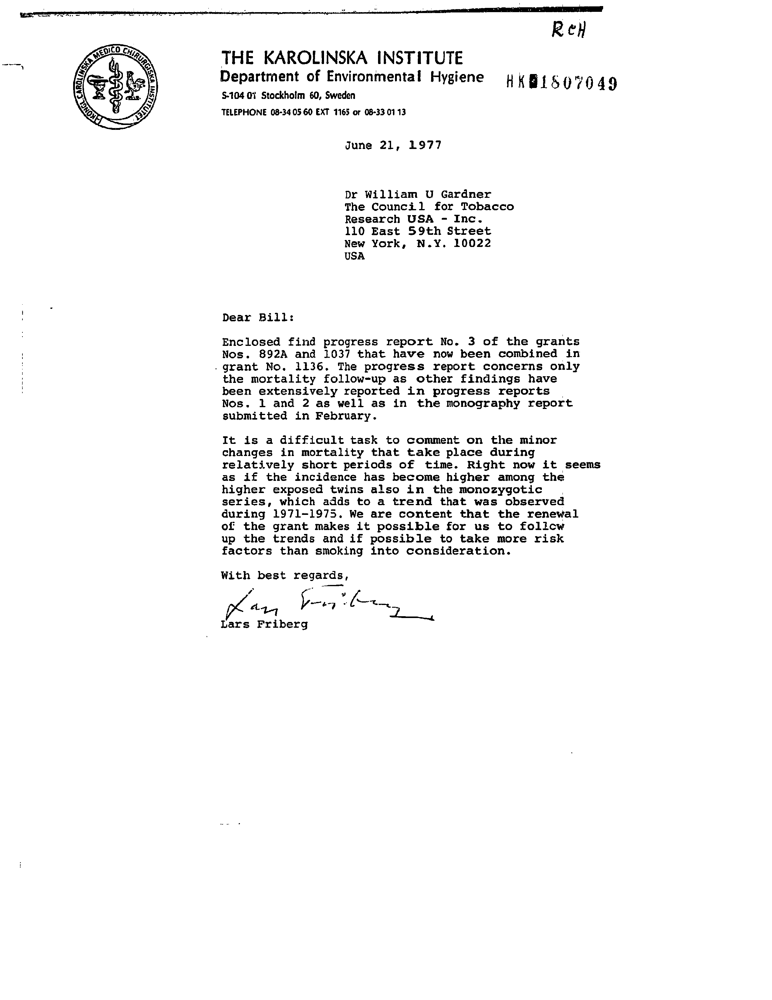 RCH
KONGL. CAROLINSKA MEDICO CHIRURGISKA INSTITUTET
THE KAROLINSKA INSTITUTE
Department of Environmental Hygiene
HK01807049
S-104 01 Stockholm 60, Sweden
TELEPHONE 08-34 05 60 EXT 1165 or 08-33 01 13
June 21, 1977
Dr William U Gardner
The Council for Tobacco
Research USA - Inc.
110 East 59th Street
New York, N.Y. 10022
USA
Dear Bill:
Enclosed find progress report No. 3 of the grants
Nos. 892A and 1037 that have now been combined in
grant No. 1136. The progress report concerns only
the mortality follow-up as other findings have
been extensively reported in progress reports
Nos. 1 and 2 as well as in the monography report
submitted in February.
It is a difficult task to comment on the minor
changes in mortality that take place during
relatively short periods of time. Right now it seems
as if the incidence has become higher among the
higher exposed twins also in the monozygotic
series, which adds to a trend that was observed
during 1971-1975. We are content that the renewal
of the grant makes it possible for us to follow
up the trends and if possible to take more risk
factors than smoking into consideration.
With best regards,
Lars Friberg
Lars Friberg